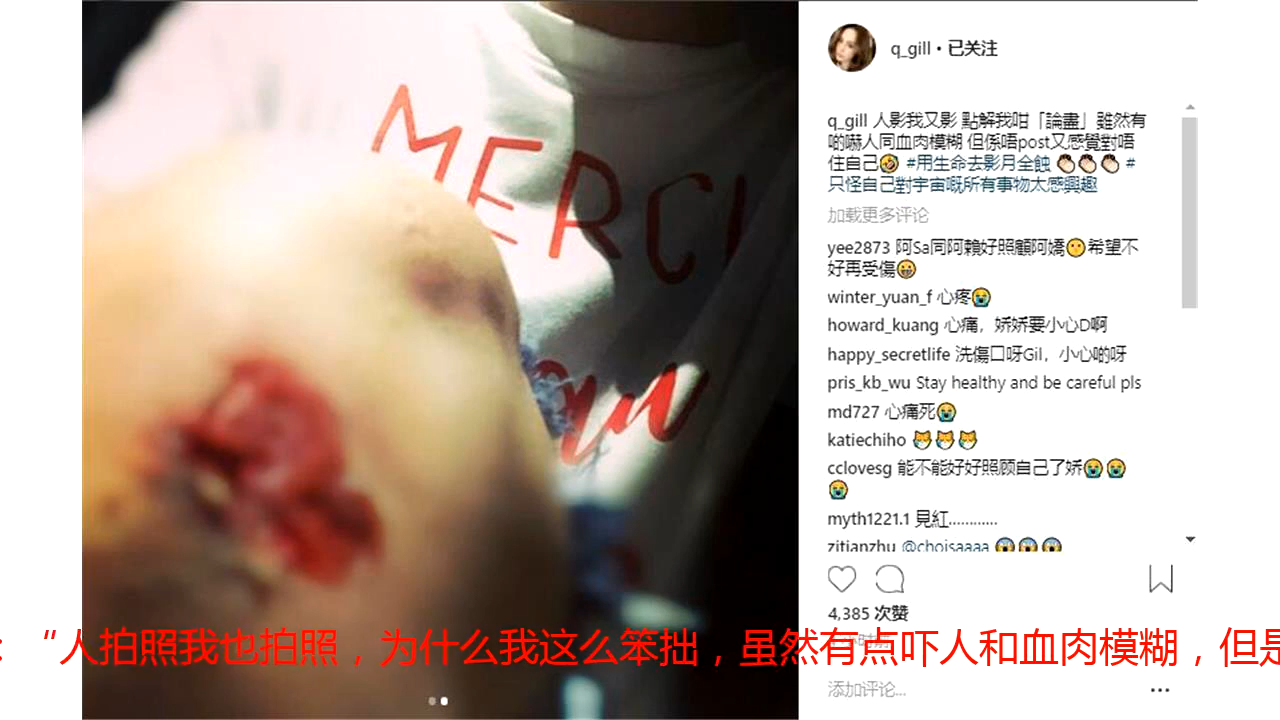 MERCI
q_gill • 已关注
q_gill 人影我又影 點解我咁「論盡」雖然有
啲嚇人同血肉模糊 但係唔post又感覺對唔
住自己🤣 #用生命去影月全蝕 👏🏻👏🏻👏🏻 #
只怪自己對宇宙嘅所有事物太感興趣
加载更多评论
yee2873 阿Sa同阿賴好照顧阿嬌😶希望不
好再受傷😀
winter_yuan_f 心疼😭
howard_kuang 心痛，娇娇要小心D啊
happy_secretlife 洗傷口呀Gil，小心啲呀
pris_kb_wu Stay healthy and be careful pls
md727 心痛死😭
katiechiho 😹😹😹
cclovesg 能不能好好照顾自己了娇😭😭
😭
myth1221.1 見紅............
zitianzhu @choisaaaa 😱😱😱
4,385 次赞
：“人拍照我也拍照，为什么我这么笨拙，虽然有点吓人和血肉模糊，但是
添加评论...